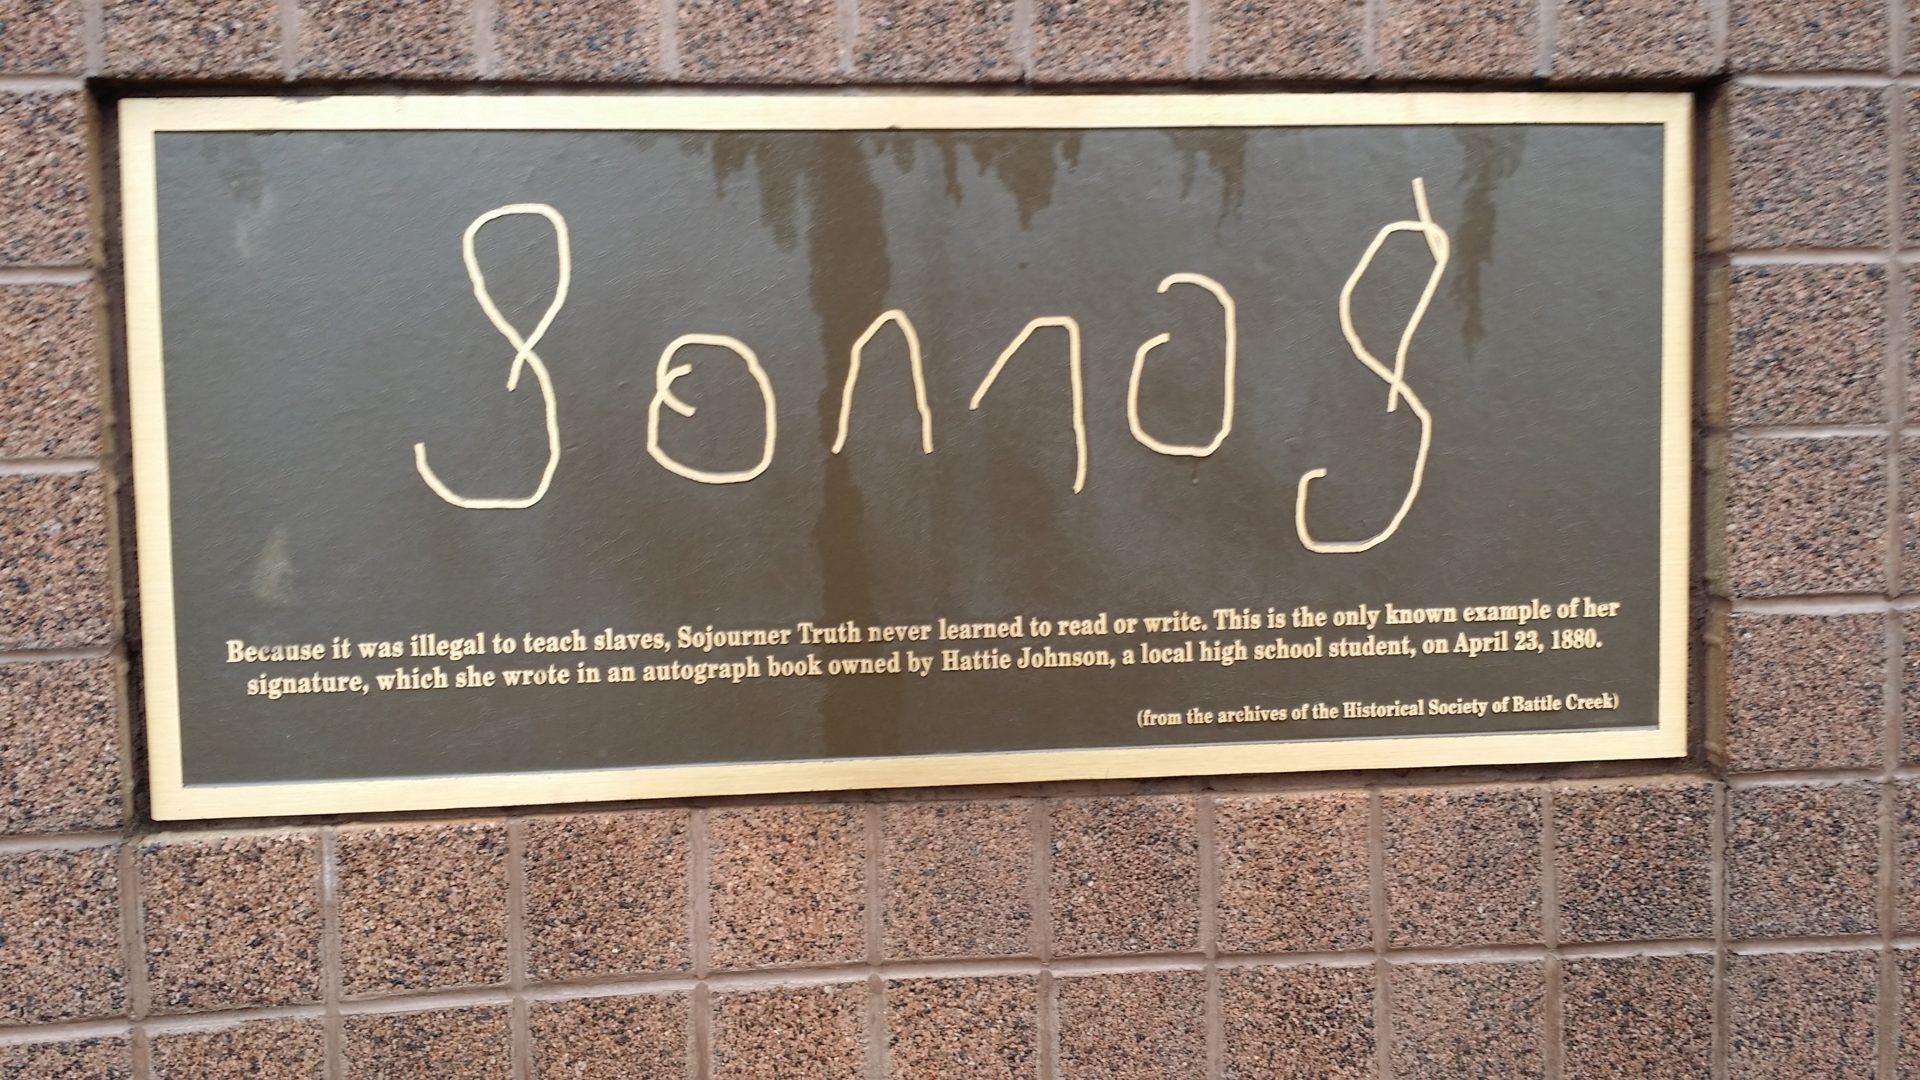 Because it was illegal to teach slaves, Sojourner Truth never learned to read or write. This is the only known example of her
signature, which she wrote in an autograph book owned by Hattie Johnson, a local high school student, on April 23, 1880.
(from the archives of the Historical Society of Battle Creek)